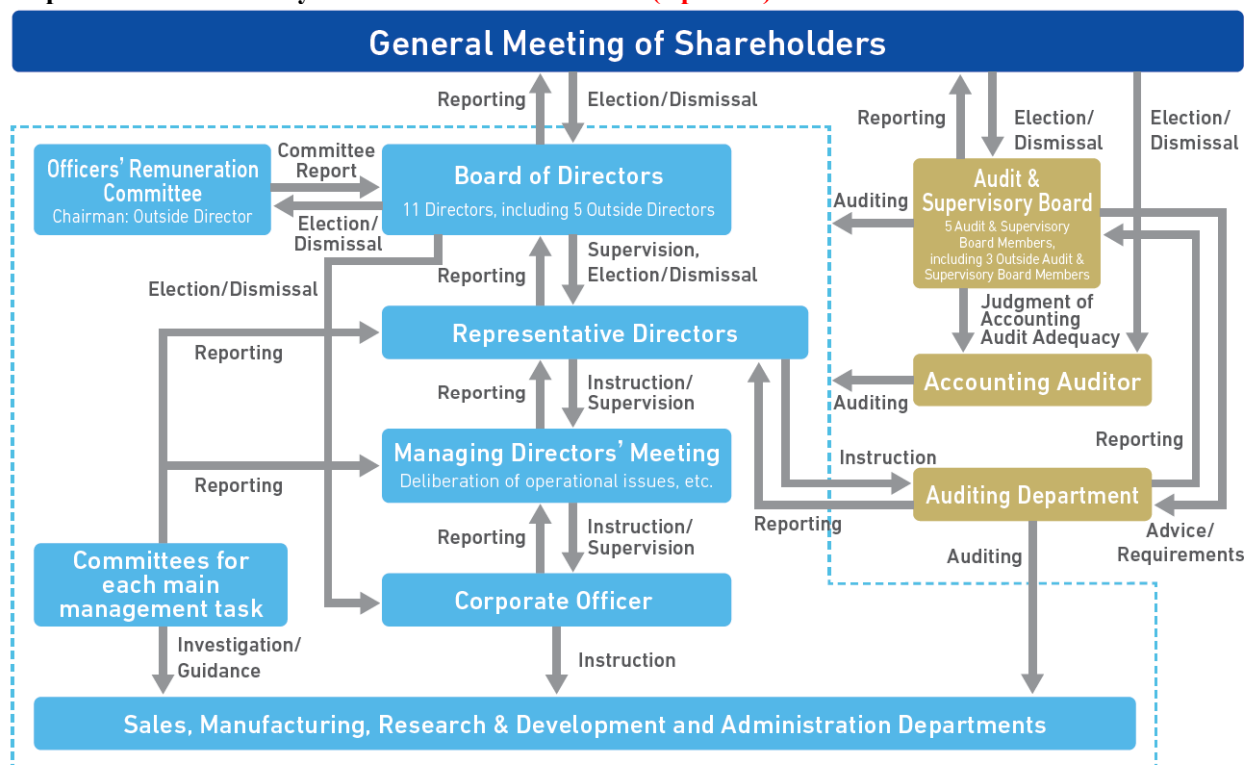 General Meeting of Shareholders
Reporting
Election/Dismissal
Reporting
Election/
Dismissal
Election/
Dismissal
Officers' Remuneration
Committee
Chairman: Outside Director
Committee
Report
Election/
Dismissal
Board of Directors
11 Directors, including 5 Outside Directors
Auditing
Audit &
Supervisory Board
5 Audit & Supervisory
Board Members,
including 3 Outside Audit &
Supervisory Board Members
Election/Dismissal
Reporting
Supervision,
Election/Dismissal
Judgment of
Accounting
Audit Adequacy
Reporting
Representative Directors
Reporting
Instruction/
Supervision
Auditing
Accounting Auditor
Reporting
Managing Directors' Meeting
Deliberation of operational issues, etc.
Instruction
Reporting
Auditing Department
Reporting
Advice/
Requirements
Reporting
Instruction/
Supervision
Auditing
Committees for
each main
management task
Corporate Officer
Investigation/
Guidance
Instruction
Sales, Manufacturing, Research & Development and Administration Departments